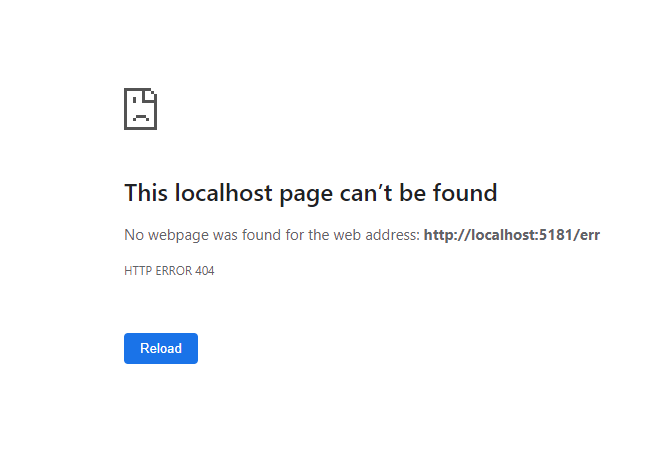 This localhost page can’t be found
No webpage was found for the web address: http://localhost:5181/err
HTTP ERROR 404
Reload